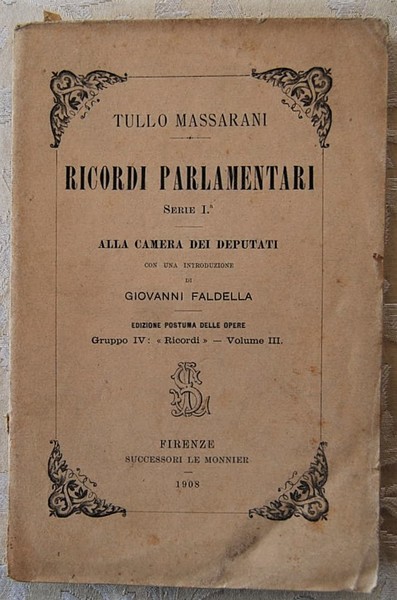 TULLO MASSARANI
RICORDI PARLAMENTARI
SERIE I.ª
ALLA CAMERA DEI DEPUTATI
CON UNA INTRODUZIONE
DI
GIOVANNI FALDELLA
EDIZIONE POSTUMA DELLE OPERE
Gruppo IV: « Ricordi » — Volume III.
FIRENZE
SUCCESSORI LE MONNIER
1908